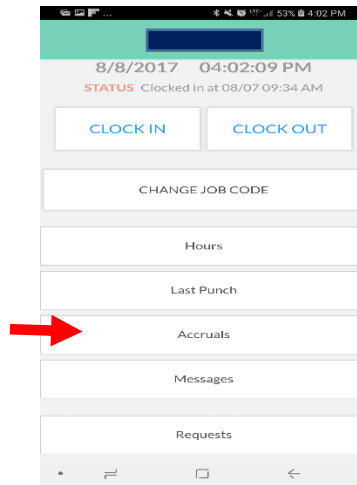 ... LTE 53% 4:02 PM
8/8/2017 04:02:09 PM
STATUS Clocked in at 08/07 09:34 AM
CLOCK IN CLOCK OUT
CHANGE JOB CODE
Hours
Last Punch
Accruals
Messages
Requests